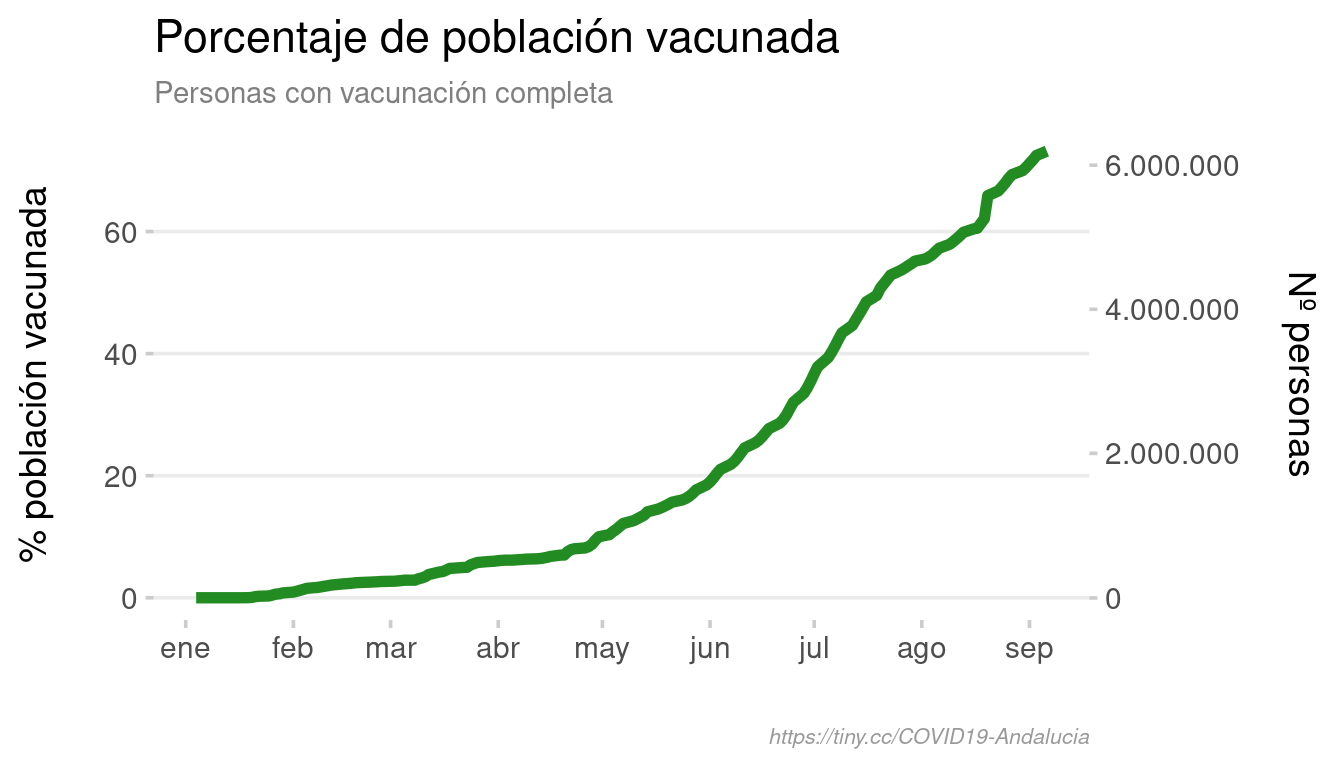 Porcentaje de población vacunada
Personas con vacunación completa
% población vacunada
60
40
20
0
6.000.000
4.000.000
2.000.000
0
Nº personas
ene feb mar abr may jun jul ago sep
https://tiny.cc/COVID19-Andalucia